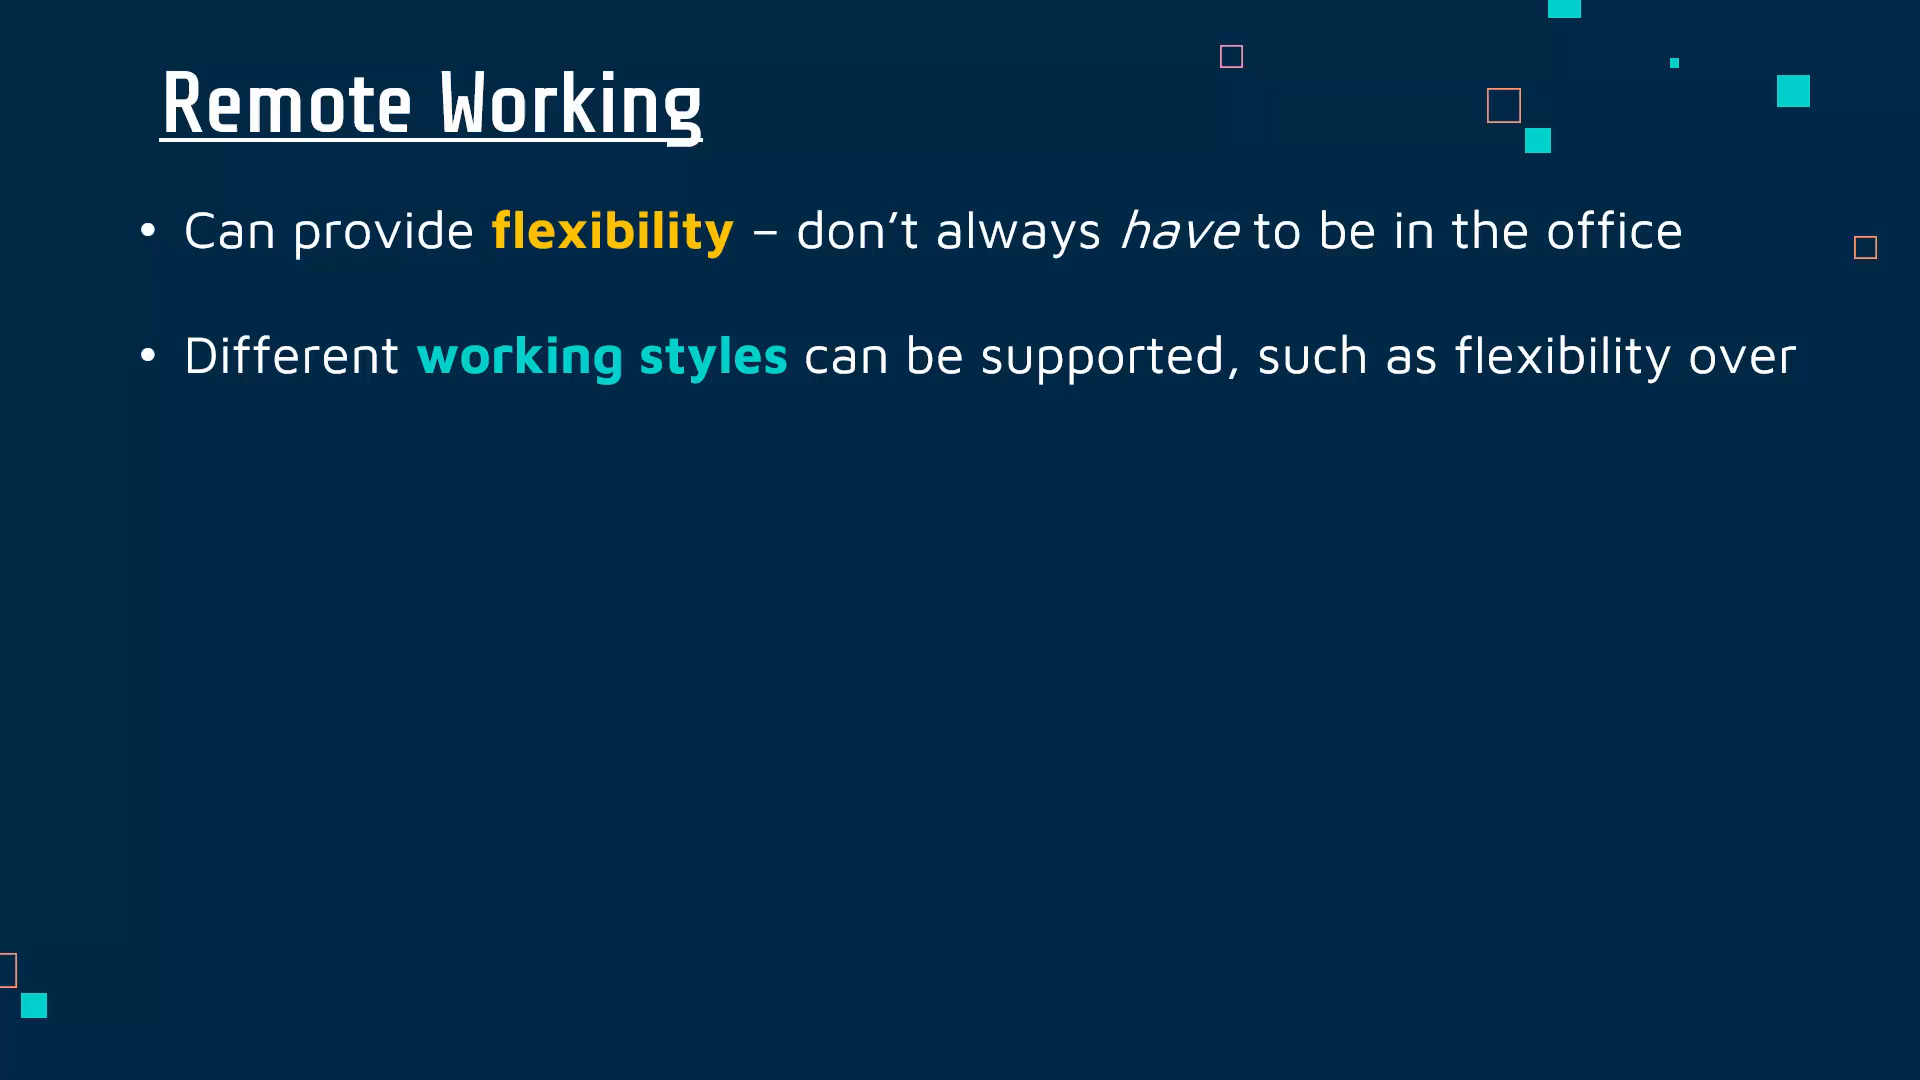 Remote Working
• Can provide flexibility – don’t always have to be in the office
• Different working styles can be supported, such as flexibility over